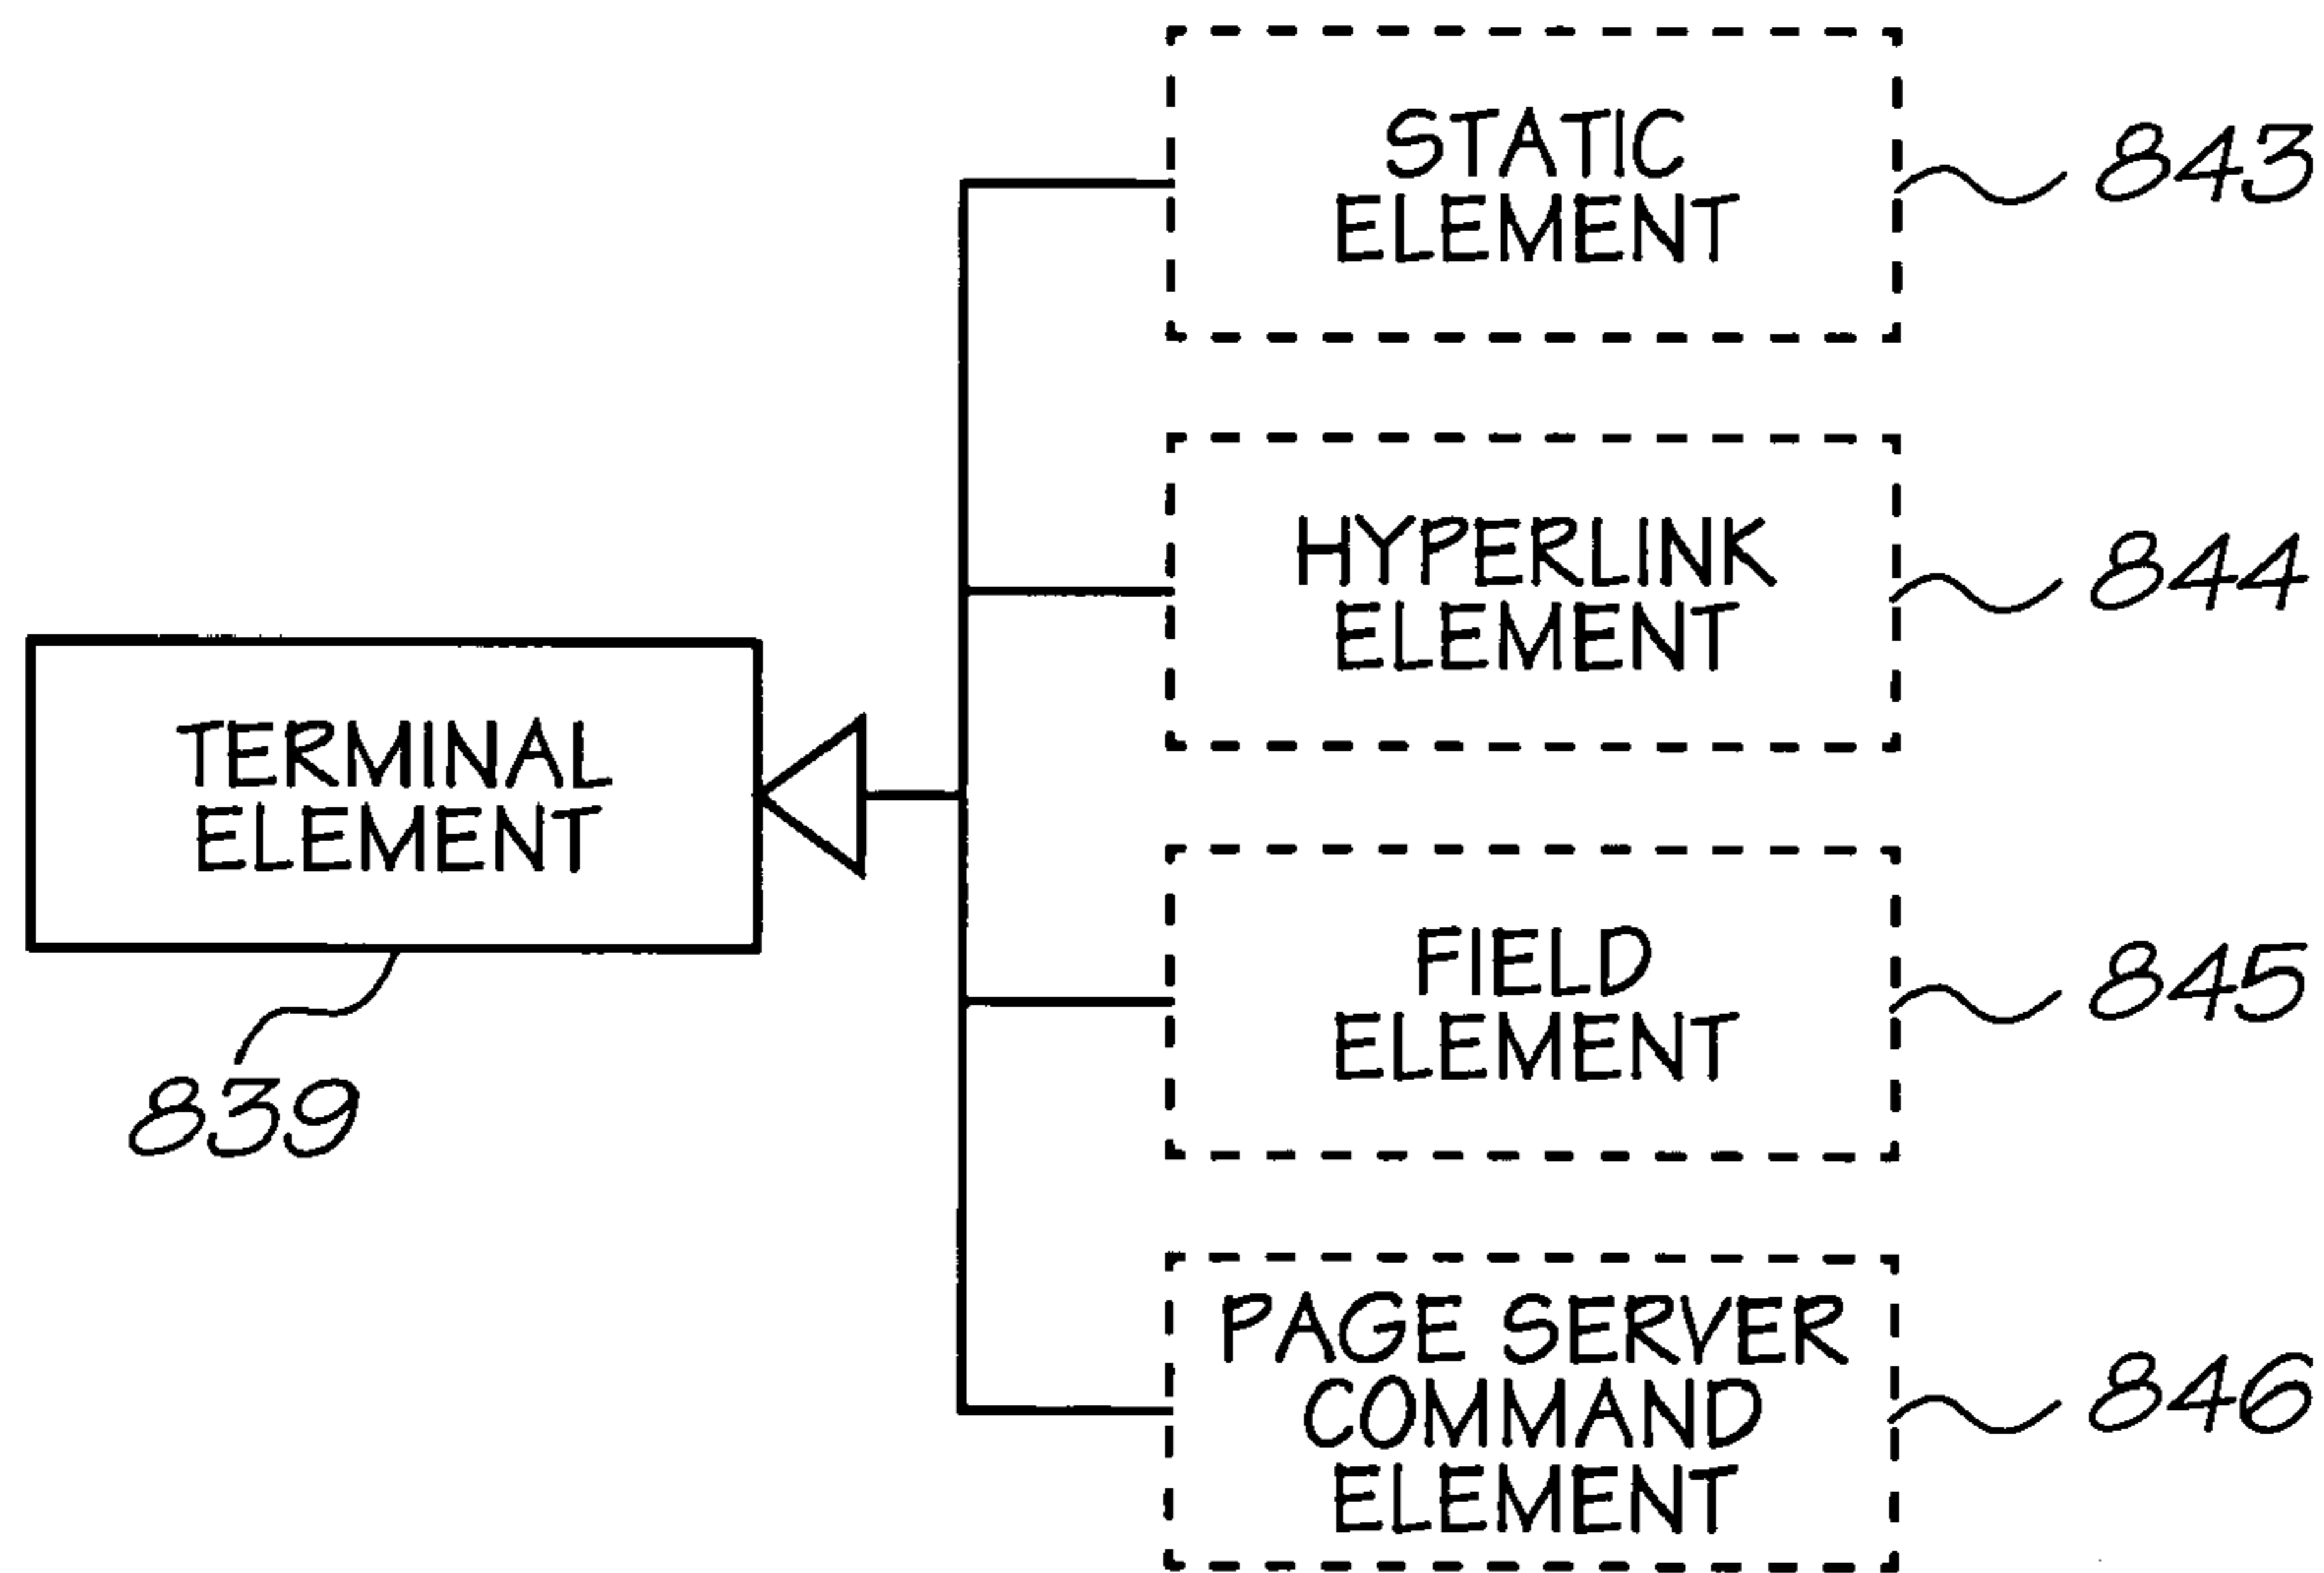 STATIC
ELEMENT
843
HYPERLINK
ELEMENT
844
TERMINAL
ELEMENT
839
FIELD
ELEMENT
845
PAGE SERVER
COMMAND
ELEMENT
846